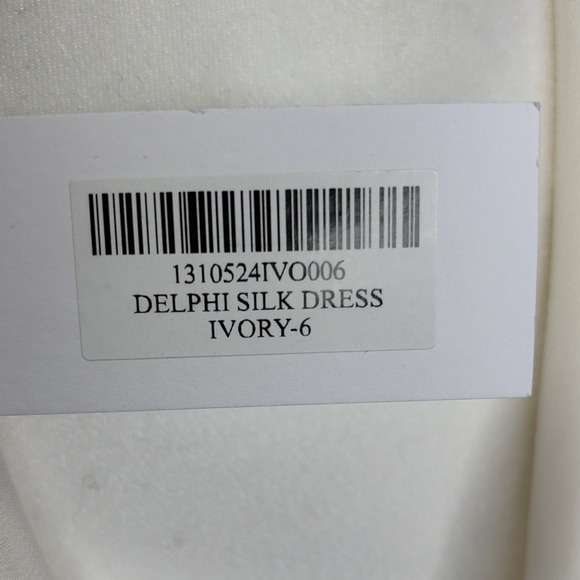 1310524IVO006
DELPHI SILK DRESS
IVORY-6